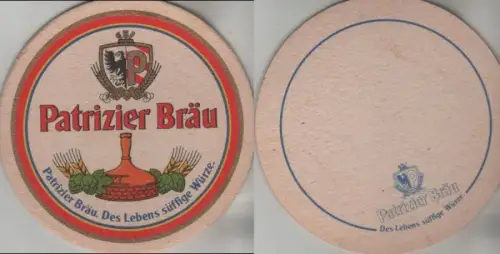 P
Patrizier Bräu
Patrizier Bräu. Des Lebens süffige Würze.
Patrizier Bräu
Des Lebens süffige Würze